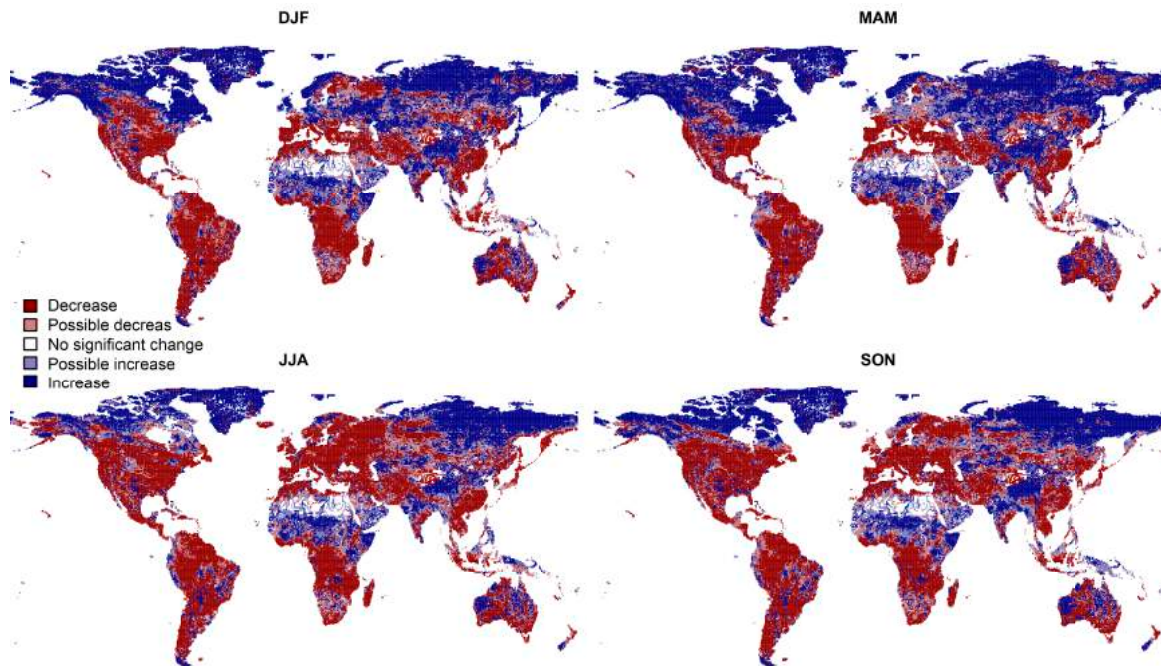 DJF
MAM
Decrease
Possible decreas
No significant change
Possible increase
Increase
JJA
SON